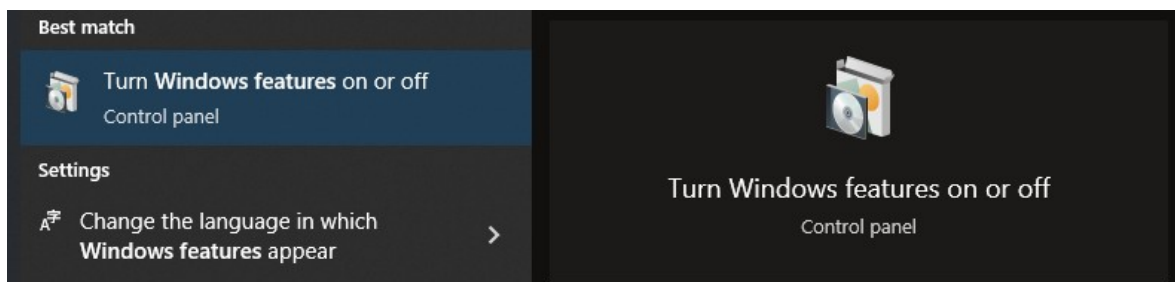 Best match
Turn Windows features on or off
Control panel
Settings
Change the language in which
Windows features appear
Turn Windows features on or off
Control panel